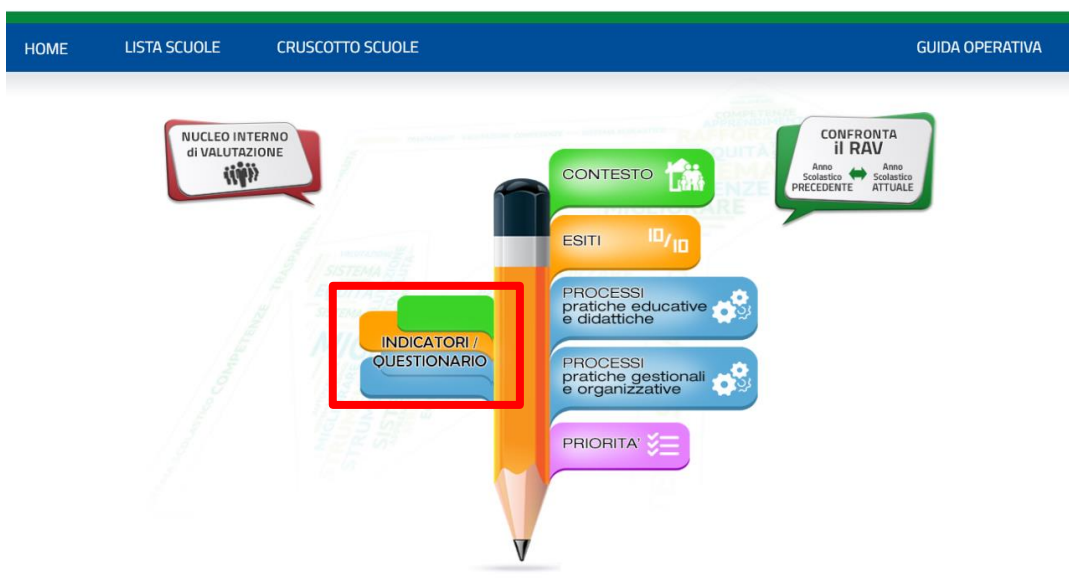 HOME
LISTA SCUOLE
CRUSCOTTO SCUOLE
GUIDA OPERATIVA
NUCLEO INTERNO
di VALUTAZIONE
CONFRONTA
il RAV
Anno
Scolastico
PRECEDENTE
Anno
Scolastico
ATTUALE
CONTESTO
ESITI
10/10
PROCESSI
pratiche educative
e didattiche
INDICATORI /
QUESTIONARIO
PROCESSI
pratiche gestionali
e organizzative
PRIORITA'